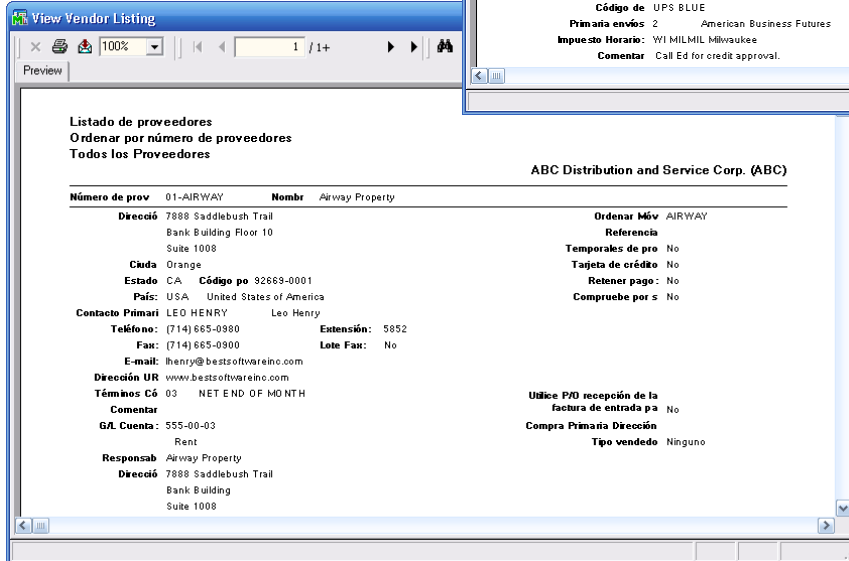 View Vendor Listing
100%
1 / 1+
Preview
Código de UPS BLUE
Primaria envíos 2 American Business Futures
Impuesto Horario: WI MILMIL Milwaukee
Comentar Call Ed for credit approval.
Listado de proveedores
Ordenar por número de proveedores
Todos los Proveedores
ABC Distribution and Service Corp. (ABC)
Número de prov 01-AIRWAY Nombr Airway Property
Direcció 7888 Saddlebush Trail Ordenar Móv AIRWAY
Bank Building Floor 10 Referencia
Suite 1008 Temporales de pro No
Ciuda Orange Tarjeta de crédito No
Estado CA Código po 92669-0001 Retener pago: No
País: USA United States of America Compruebe por s No
Contacto Primari LEO HENRY Leo Henry
Teléfono: (714) 665-0980 Extensión: 5852
Fax: (714) 665-0900 Lote Fax: No
E-mail: lhenry@bestsoftwareinc.com
Dirección UR www.bestsoftwareinc.com
Términos Có 03 NET END OF MONTH Utilice P/O recepción de la
Comentar factura de entrada pa No
G/L Cuenta: 555-00-03 Compra Primaria Dirección
Rent Tipo vendedo Ninguno
Responsab Airway Property
Direcció 7888 Saddlebush Trail
Bank Building
Suite 1008